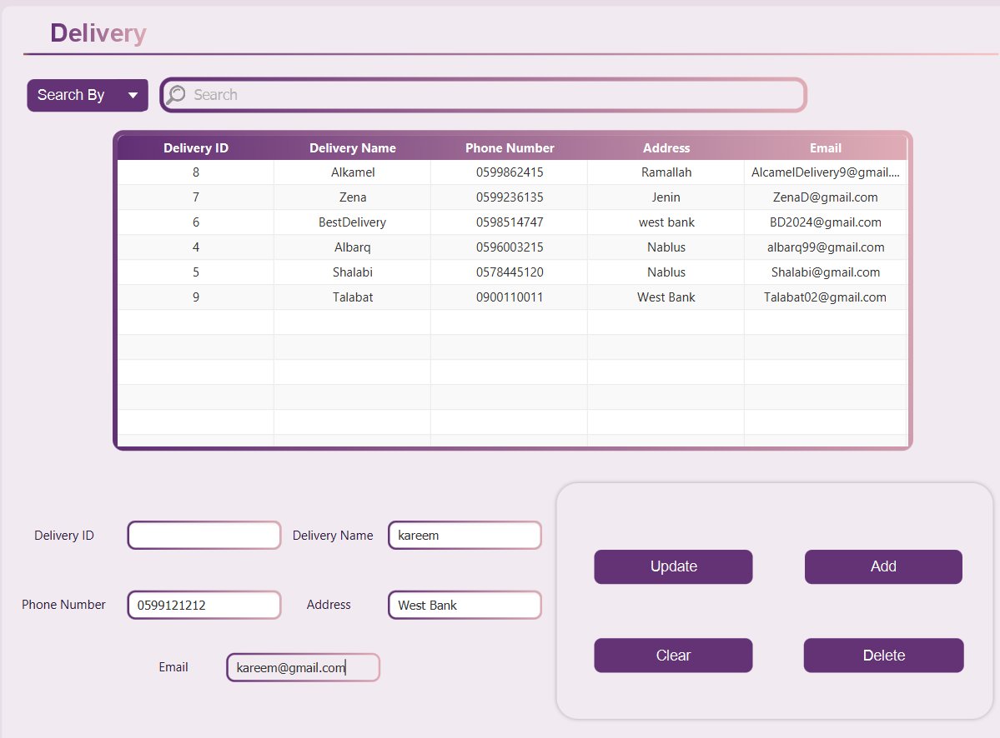 Delivery
Search By Search
Delivery ID Delivery Name Phone Number Address Email
8 Alkamel 0599862415 Ramallah AlcamelDelivery9@gmail....
7 Zena 0599236135 Jenin ZenaD@gmail.com
6 BestDelivery 0598514747 west bank BD2024@gmail.com
4 Albarq 0596003215 Nablus albarq99@gmail.com
5 Shalabi 0578445120 Nablus Shalabi@gmail.com
9 Talabat 0900110011 West Bank Talabat02@gmail.com
Delivery ID Delivery Name kareem
Update Add
Phone Number 0599121212 Address West Bank
Clear Delete
Email kareem@gmail.com